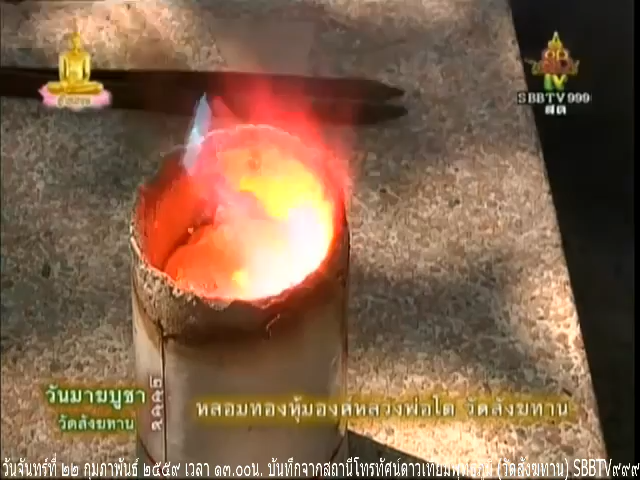 SBBTV999
สด
วันมาฆบูชา
วัดสังฆทาน
๒๕๕๙
หลอมทองหุ้มองค์หลวงพ่อโต วัดสังฆทาน
วันจันทร์ที่ ๒๒ กุมภาพันธ์ ๒๕๕๙ เวลา ๑๓.๐๐น. บันทึกจากสถานีโทรทัศน์ดาวเทียม (วัดสังฆทาน) SBBTV๙๙๙